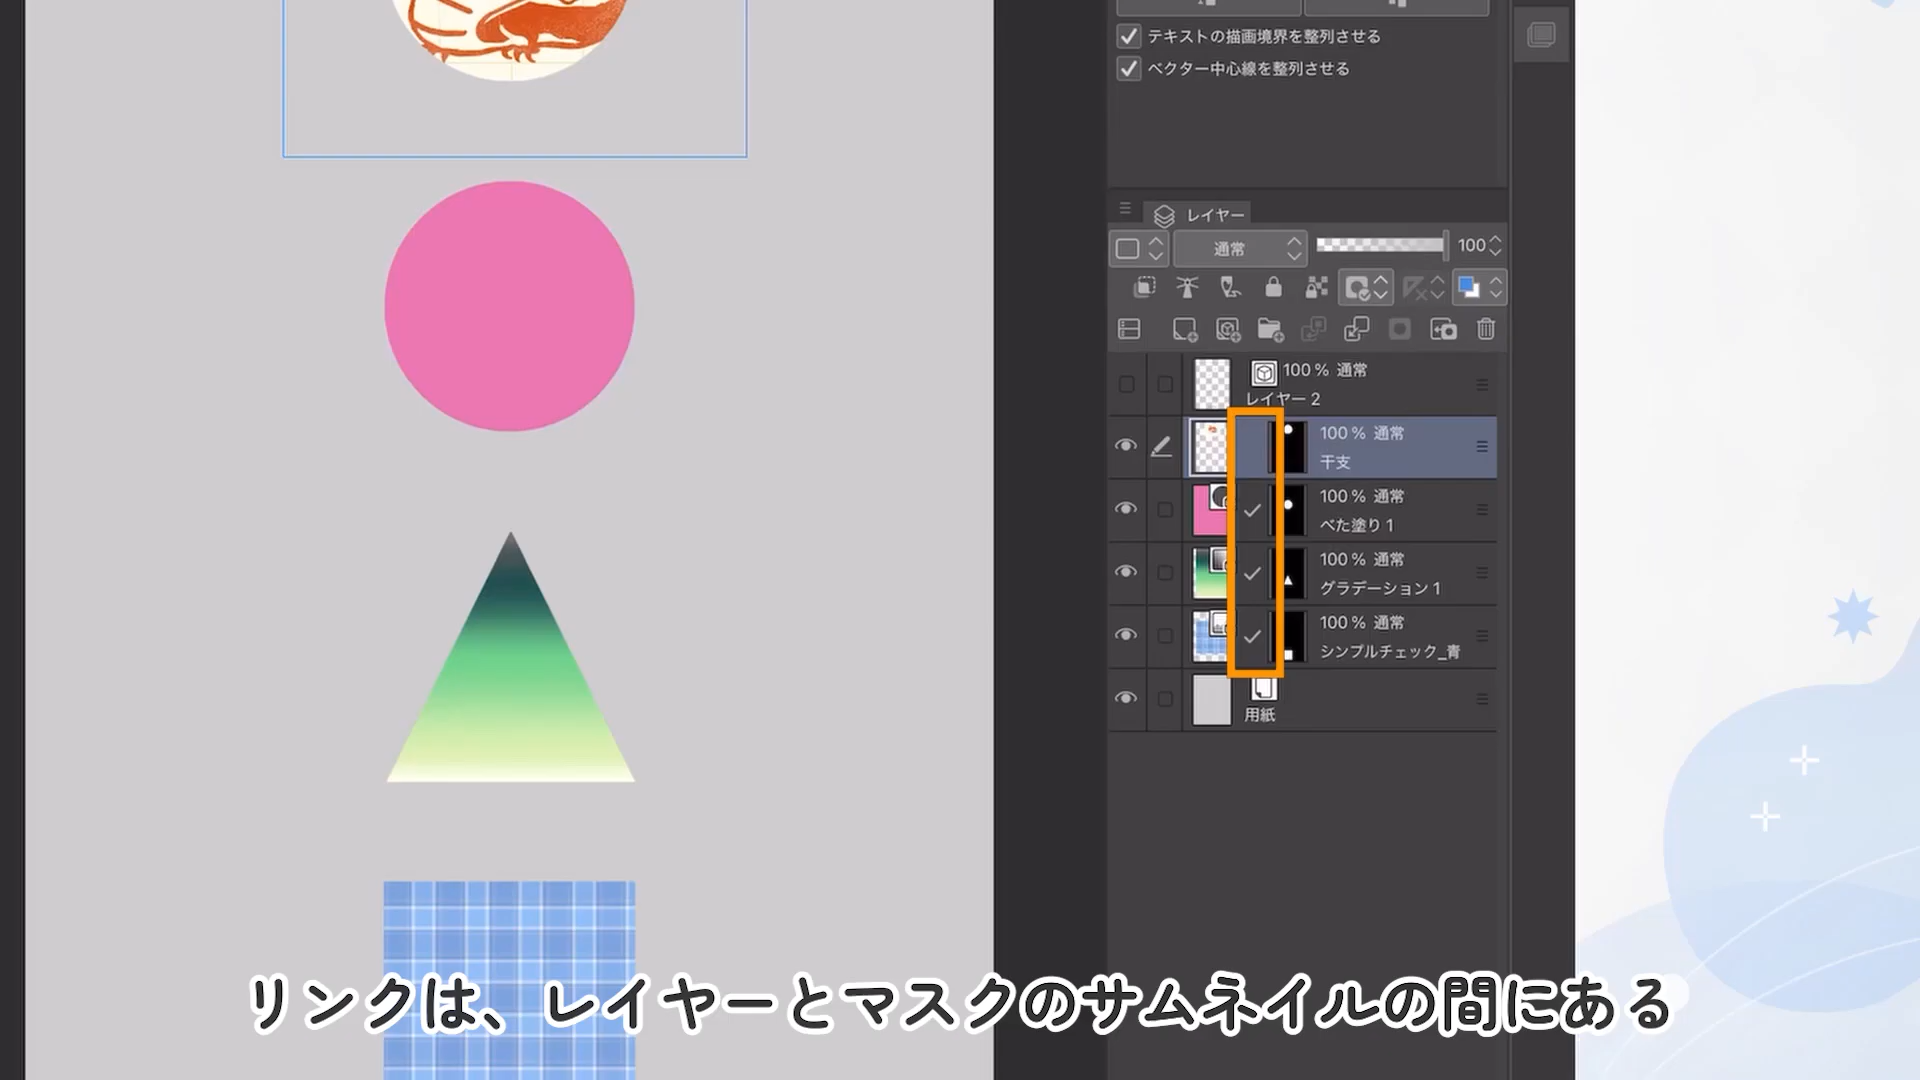 テキストの描画境界を整列させる
ベクター中心線を整列させる
レイヤー
通常
100
100 % 通常
レイヤー 2
100 % 通常
干支
100 % 通常
べた塗り 1
100 % 通常
グラデーション 1
100 % 通常
シンプルチェック_青
用紙
リンクは、レイヤーとマスクのサムネイルの間にある